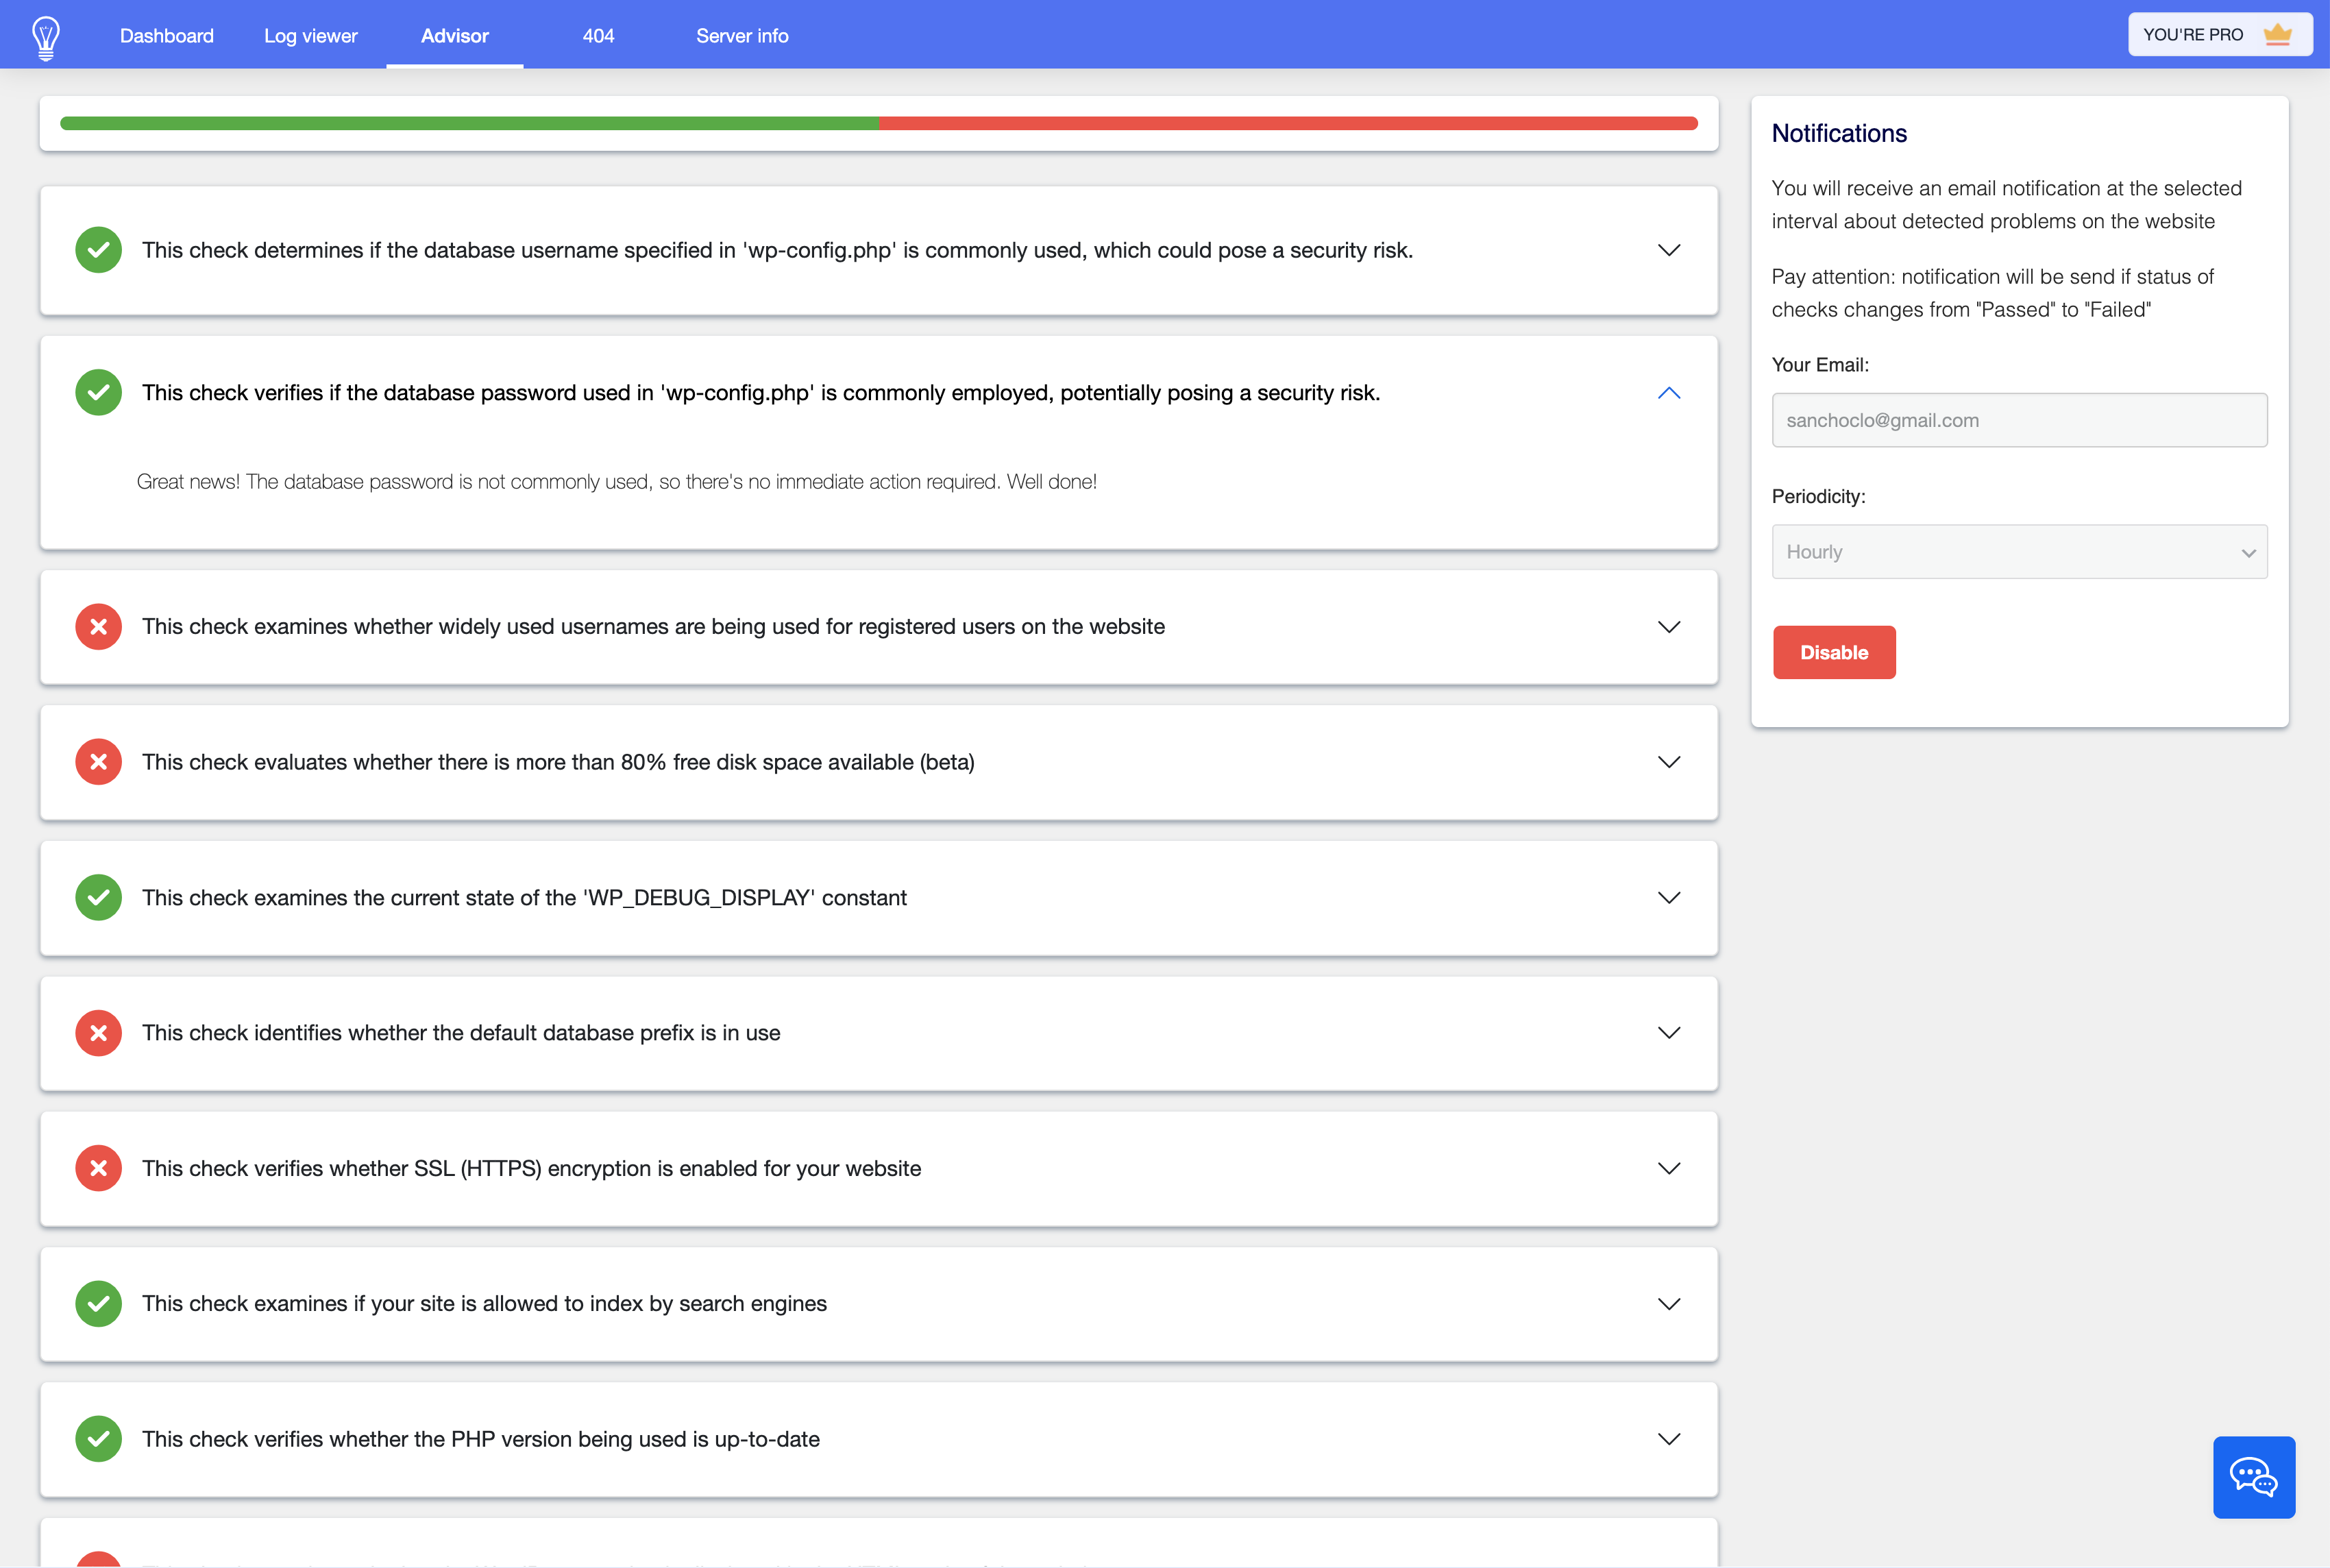 Dashboard
Log viewer
Advisor
404
Server info
YOU'RE PRO
This check determines if the database username specified in 'wp-config.php' is commonly used, which could pose a security risk.
This check verifies if the database password used in 'wp-config.php' is commonly employed, potentially posing a security risk.
Great news! The database password is not commonly used, so there's no immediate action required. Well done!
This check examines whether widely used usernames are being used for registered users on the website
This check evaluates whether there is more than 80% free disk space available (beta)
This check examines the current state of the 'WP_DEBUG_DISPLAY' constant
This check identifies whether the default database prefix is in use
This check verifies whether SSL (HTTPS) encryption is enabled for your website
This check examines if your site is allowed to index by search engines
This check verifies whether the PHP version being used is up-to-date
Notifications
You will receive an email notification at the selected
interval about detected problems on the website
Pay attention: notification will be send if status of
checks changes from "Passed" to "Failed"
Your Email:
sanchoclo@gmail.com
Periodicity:
Hourly
Disable